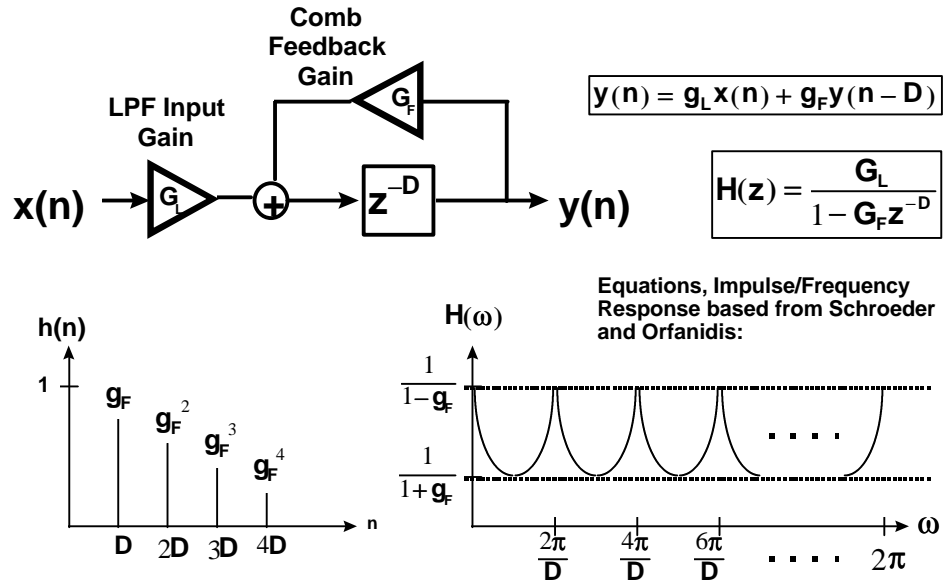 Comb
Feedback
Gain
LPF Input
Gain
G_F
G_L
x(n)
+
z^{-D}
y(n)
y(n) = g_L x(n) + g_F y(n − D)
H(z) = G_L / (1 − G_F z^{−D})
Equations, Impulse/Frequency
Response based from Schroeder
and Orfanidis:
h(n)
1
g_F
g_F^2
g_F^3
g_F^4
n
D 2D 3D 4D
H(ω)
1/(1−g_F)
1/(1+g_F)
. . . .
ω
2π/D 4π/D 6π/D . . . . 2π